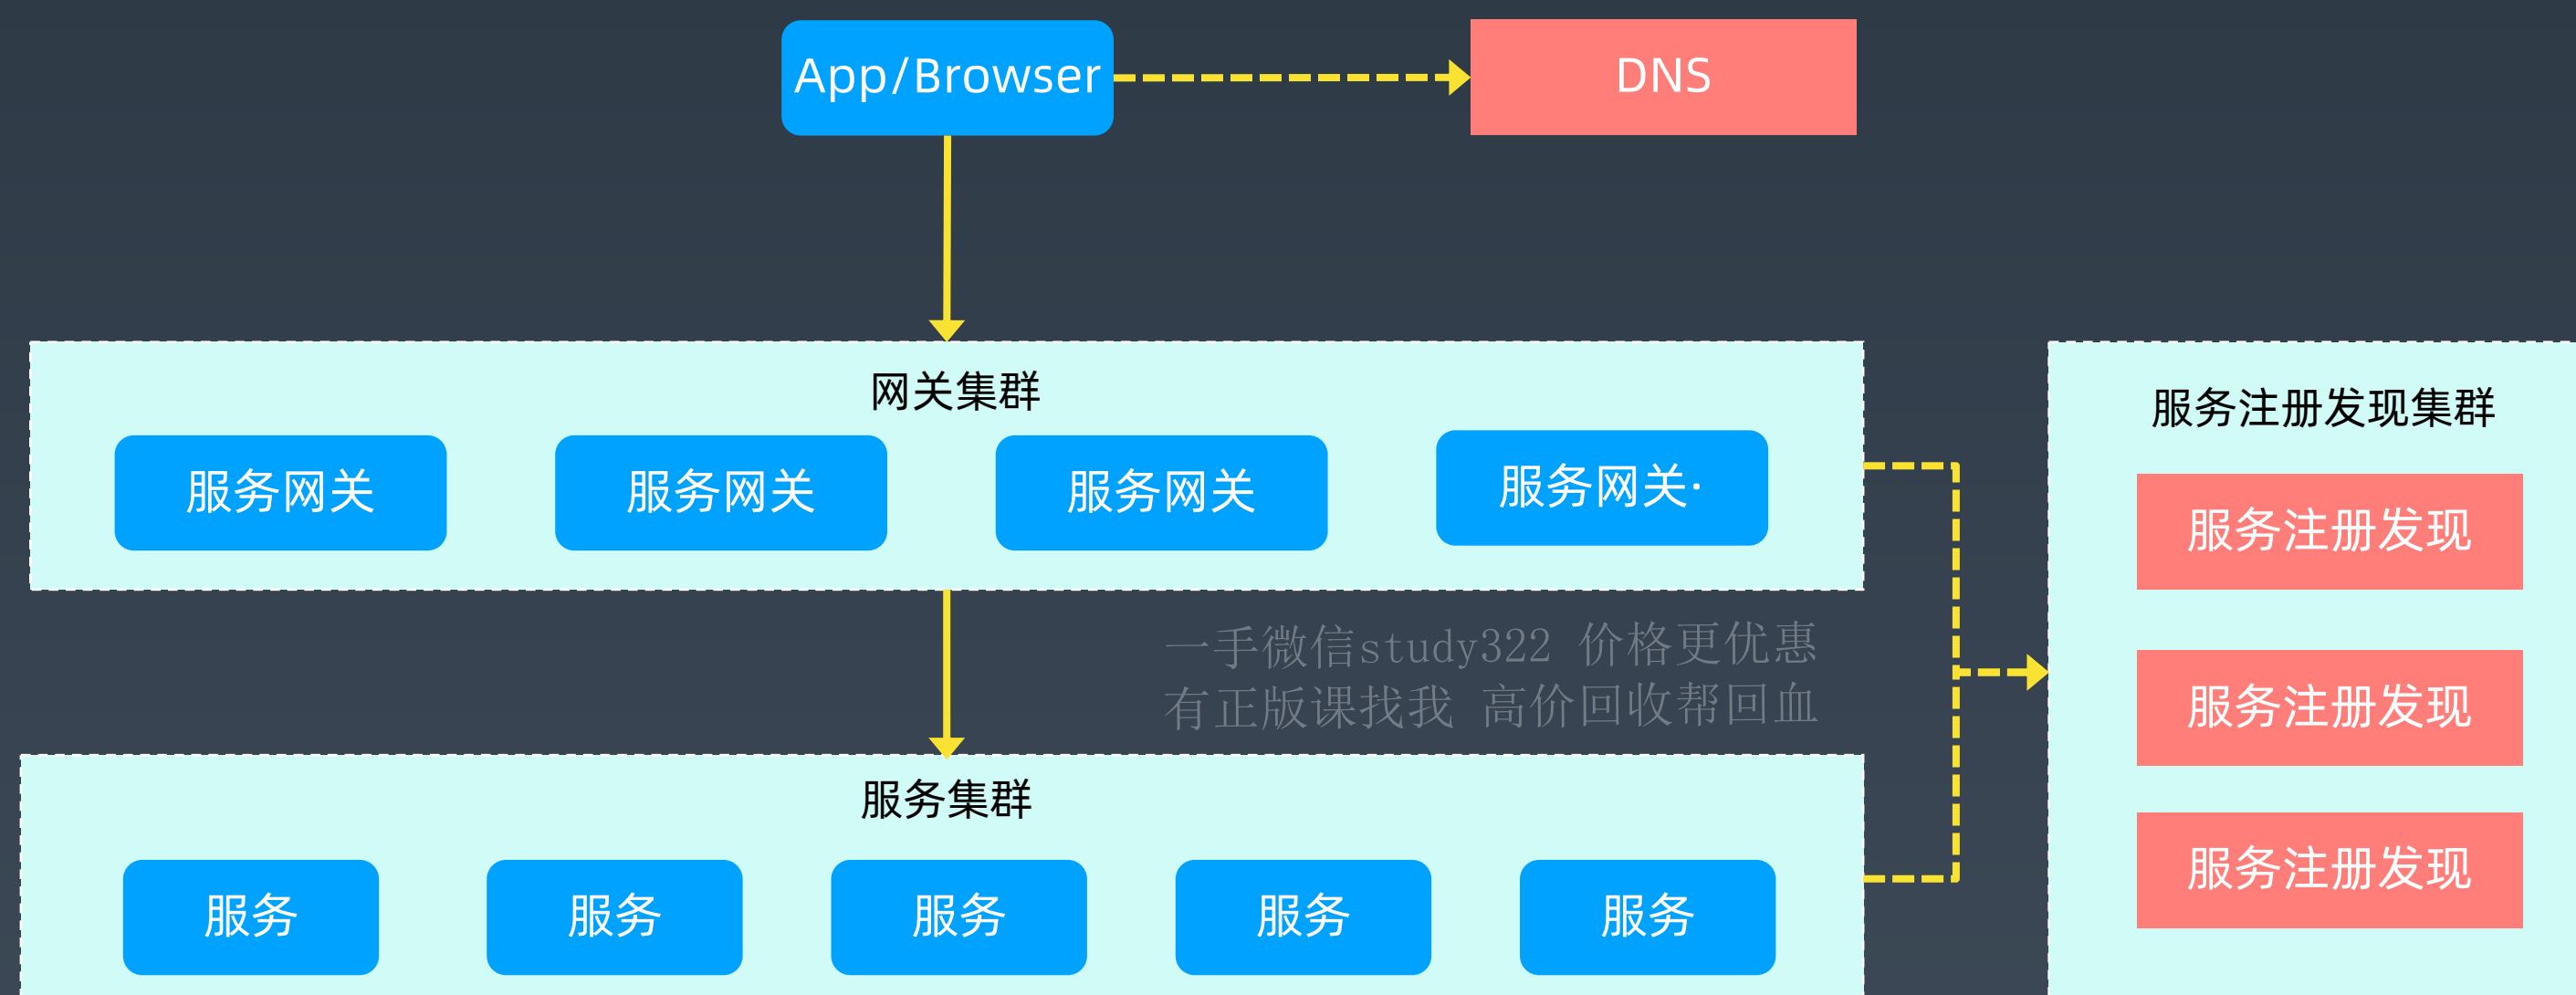 App/Browser
DNS
网关集群
服务网关
服务网关
服务网关
服务网关·
服务注册发现集群
服务注册发现
服务注册发现
服务注册发现
一手微信study322 价格更优惠
有正版课找我 高价回收帮回血
服务集群
服务
服务
服务
服务
服务